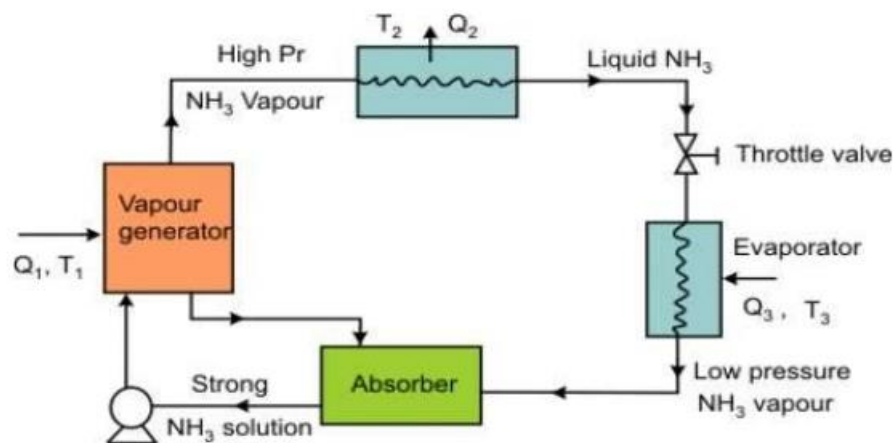 T₂ Q₂
High Pr
NH₃ Vapour
Liquid NH₃
Throttle valve
Vapour
generator
Q₁, T₁
Evaporator
Q₃ , T₃
Absorber
Strong
NH₃ solution
Low pressure
NH₃ vapour